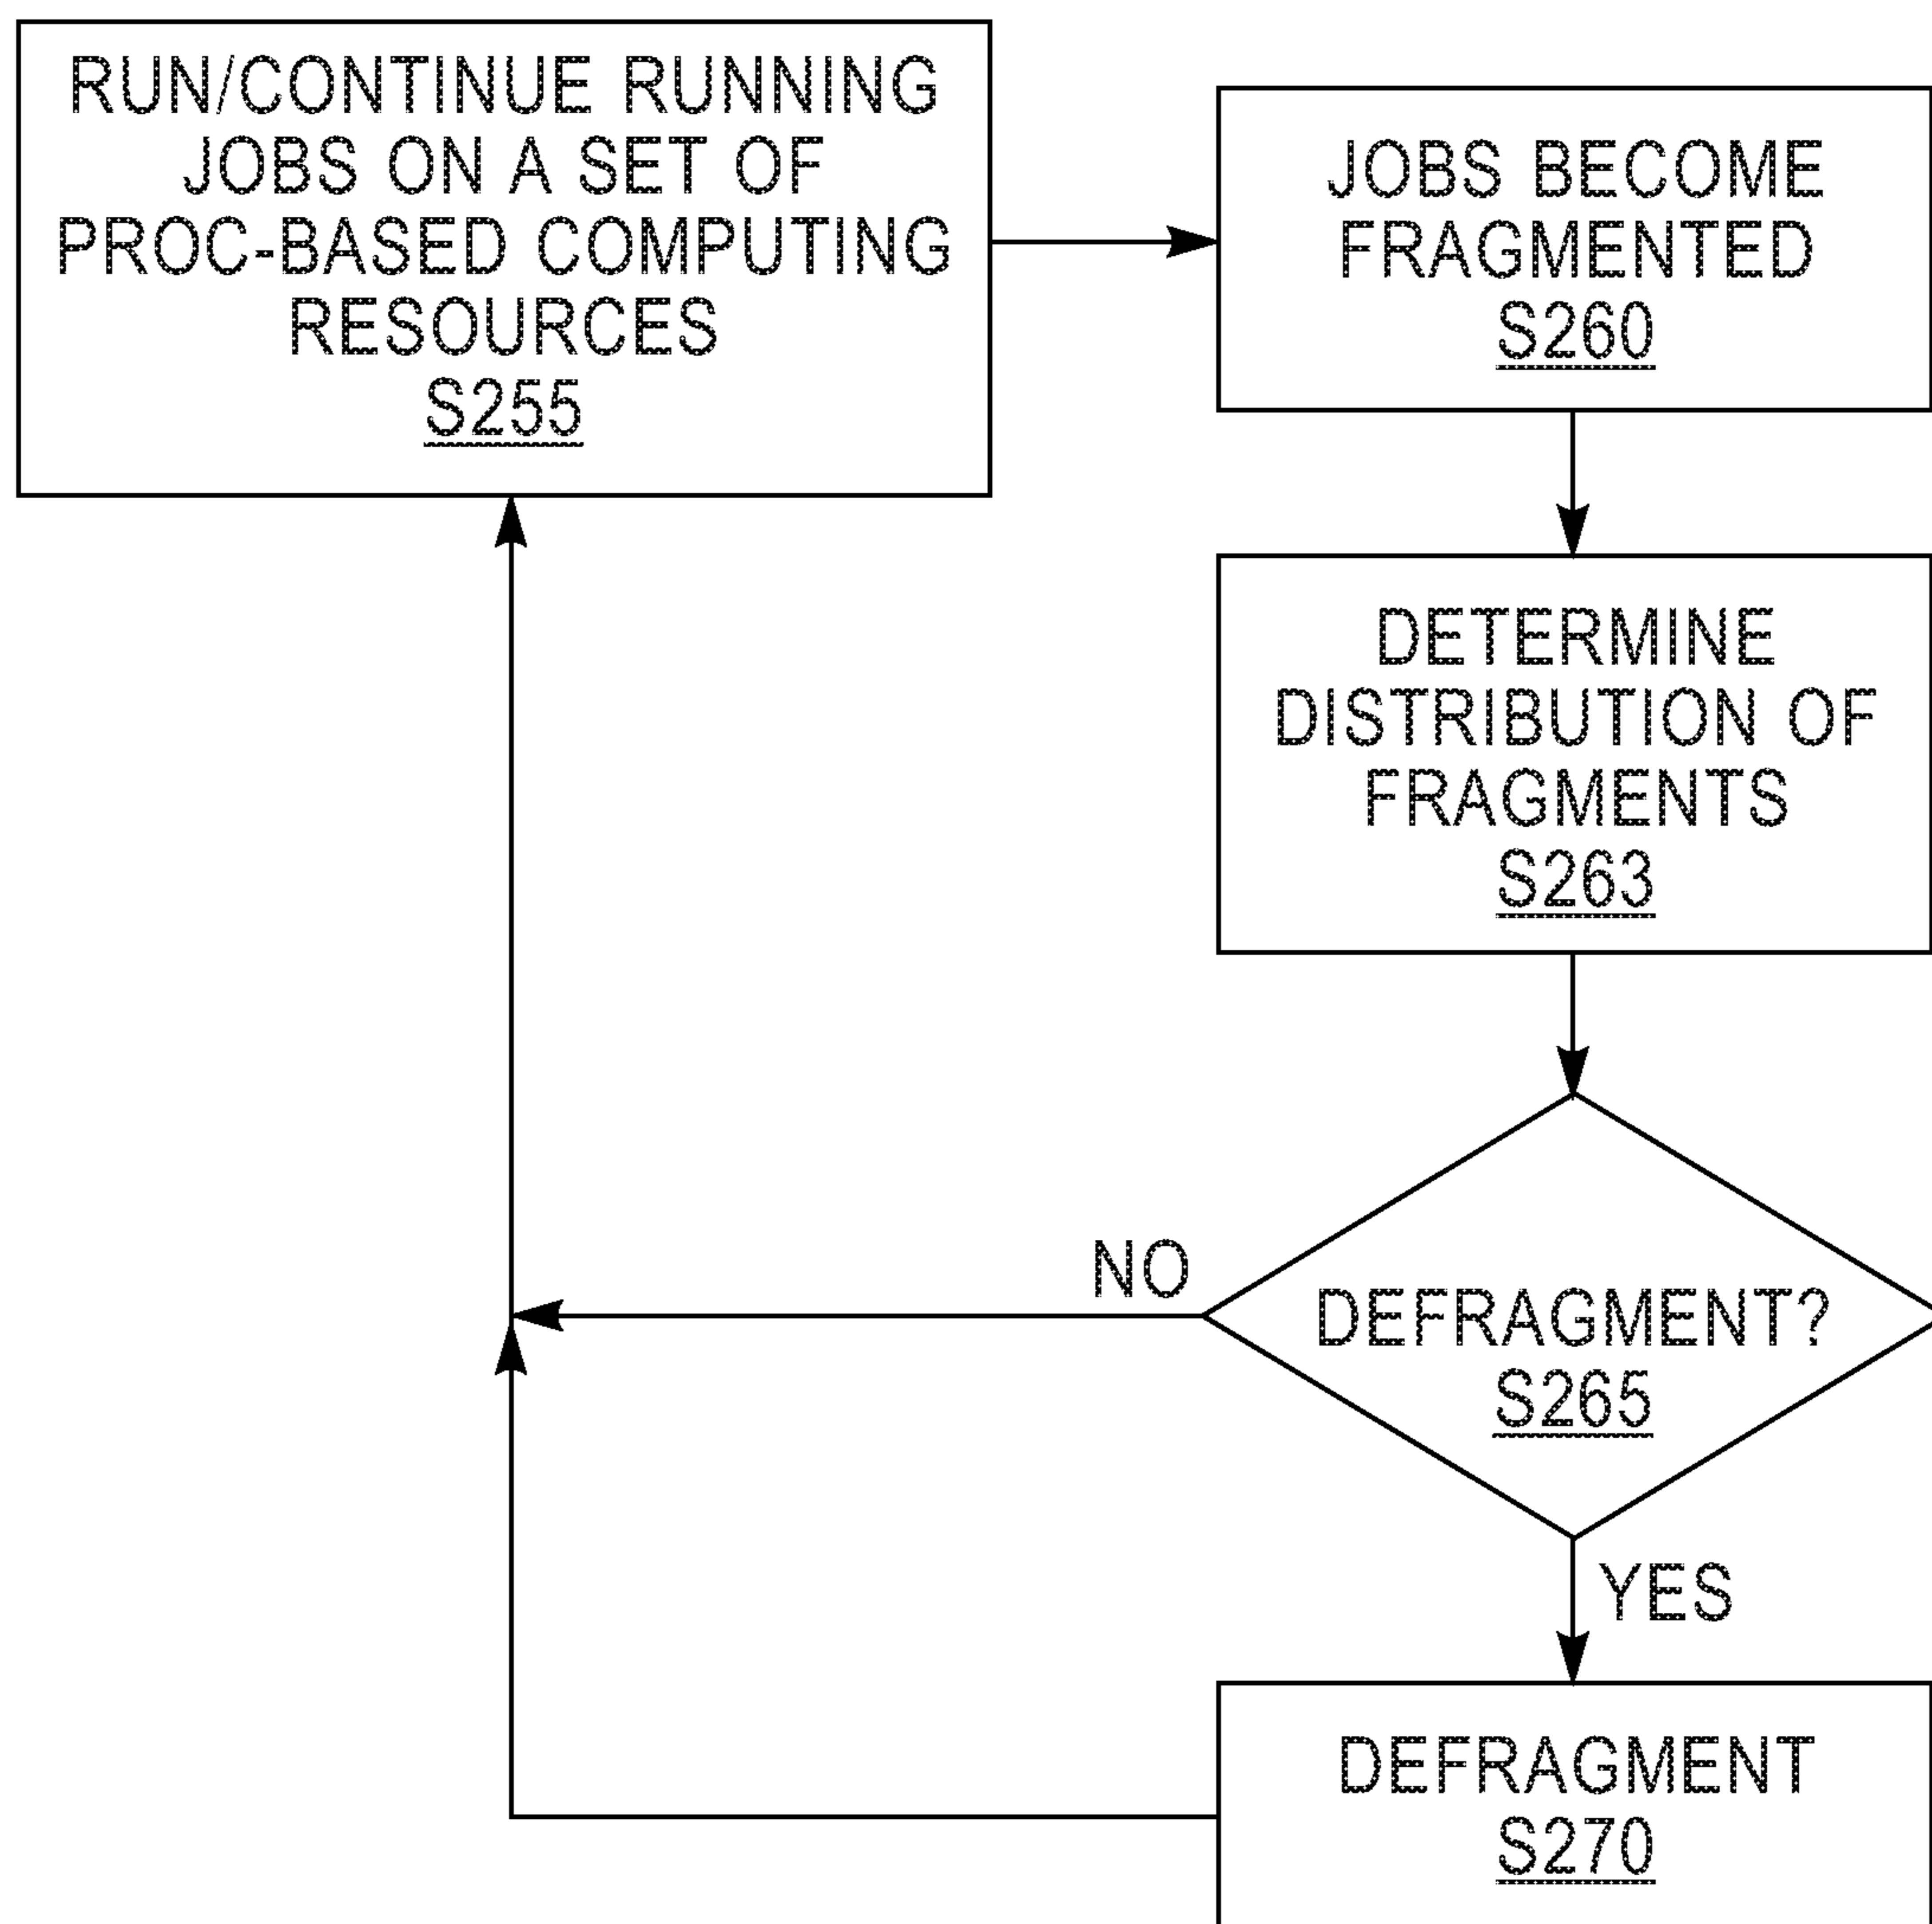 RUN/CONTINUE RUNNING
JOBS ON A SET OF
PROC-BASED COMPUTING
RESOURCES
S255
JOBS BECOME
FRAGMENTED
S260
DETERMINE
DISTRIBUTION OF
FRAGMENTS
S263
NO
DEFRAGMENT?
S265
YES
DEFRAGMENT
S270